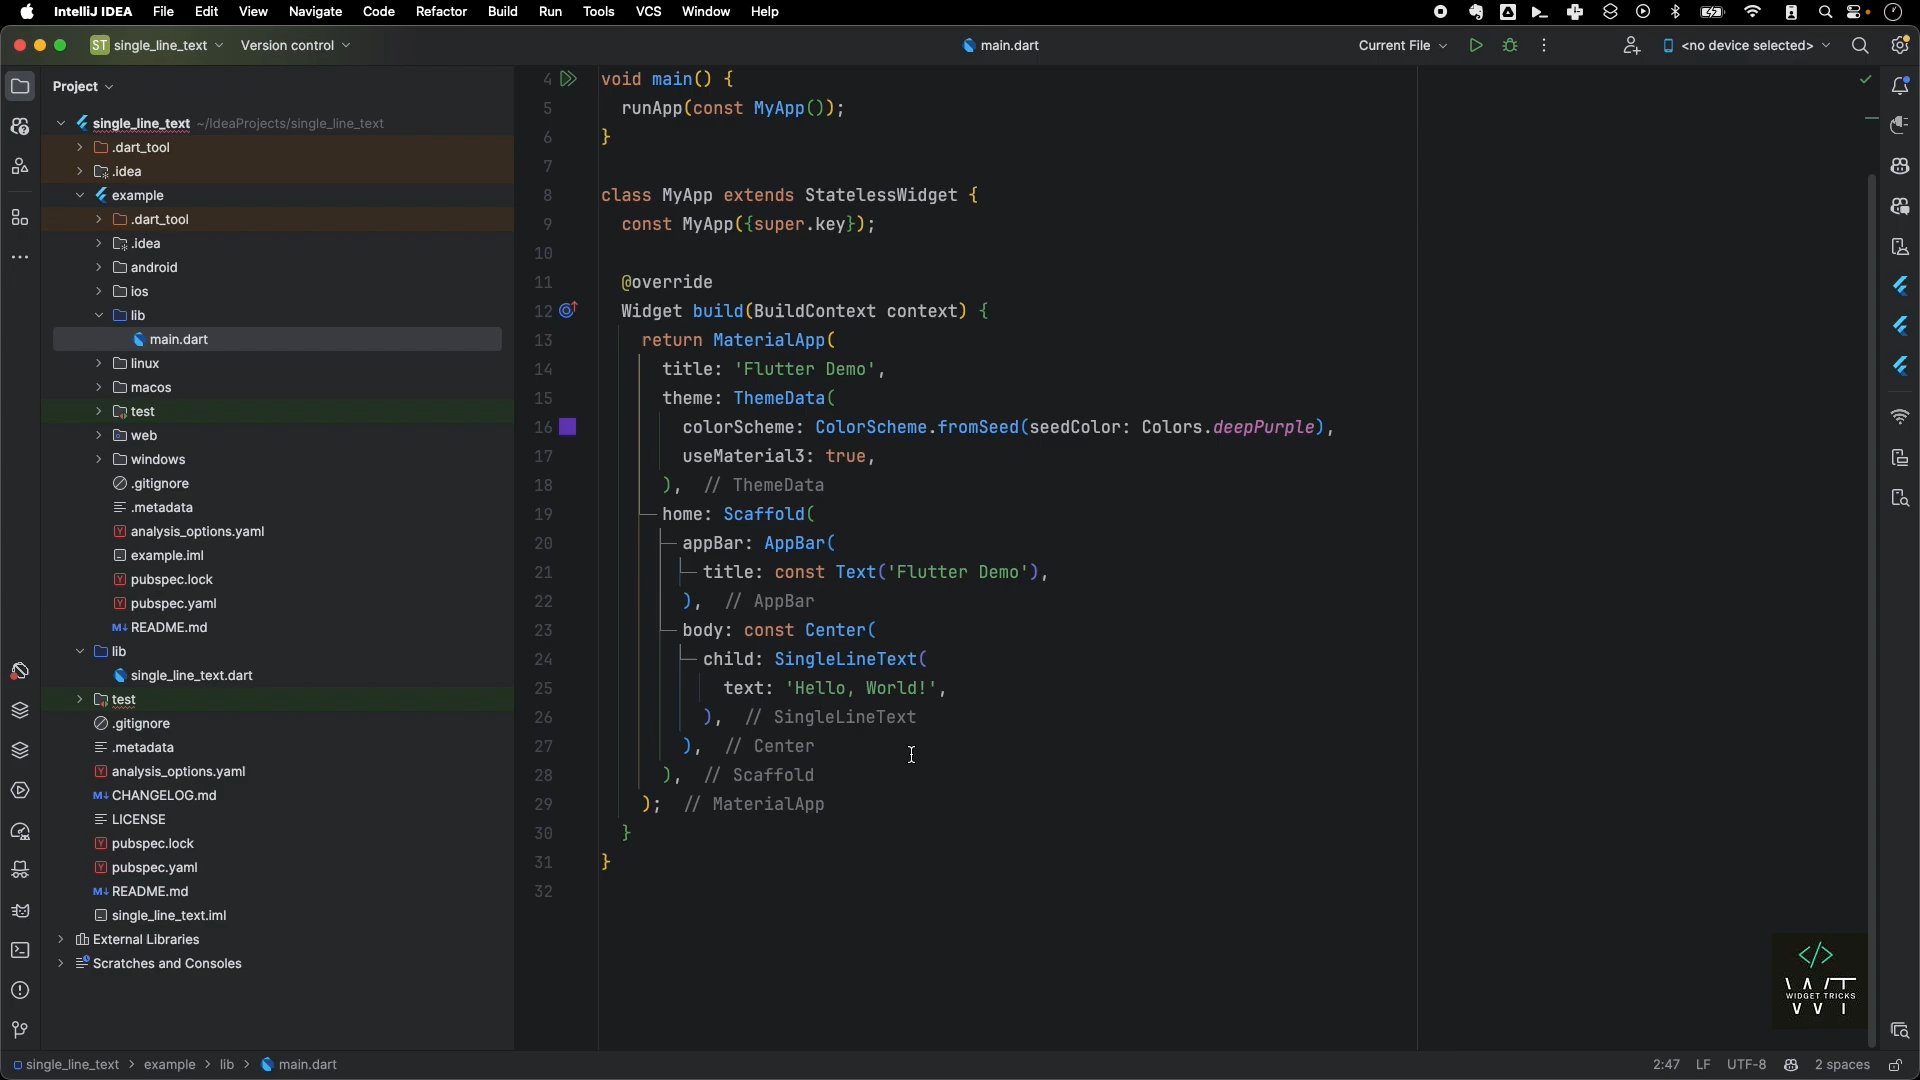 IntelliJ IDEA File Edit View Navigate Code Refactor Build Run Tools VCS Window Help
ST single_line_text Version control main.dart Current File <no device selected>
Project
single_line_text ~/IdeaProjects/single_line_text
.dart_tool
.idea
example
.dart_tool
.idea
android
ios
lib
main.dart
linux
macos
test
web
windows
.gitignore
.metadata
analysis_options.yaml
example.iml
pubspec.lock
pubspec.yaml
README.md
lib
single_line_text.dart
test
.gitignore
.metadata
analysis_options.yaml
CHANGELOG.md
LICENSE
pubspec.lock
pubspec.yaml
README.md
single_line_text.iml
External Libraries
Scratches and Consoles
4 void main() {
5 runApp(const MyApp());
6 }
7
8 class MyApp extends StatelessWidget {
9 const MyApp({super.key});
10
11 @override
12 Widget build(BuildContext context) {
13 return MaterialApp(
14 title: 'Flutter Demo',
15 theme: ThemeData(
16 colorScheme: ColorScheme.fromSeed(seedColor: Colors.deepPurple),
17 useMaterial3: true,
18 ), // ThemeData
19 home: Scaffold(
20 appBar: AppBar(
21 title: const Text('Flutter Demo'),
22 ), // AppBar
23 body: const Center(
24 child: SingleLineText(
25 text: 'Hello, World!',
26 ), // SingleLineText
27 ), // Center
28 ), // Scaffold
29 ); // MaterialApp
30 }
31 }
32
</>
WT
WIDGET TRICKS
single_line_text > example > lib > main.dart 2:47 LF UTF-8 2 spaces